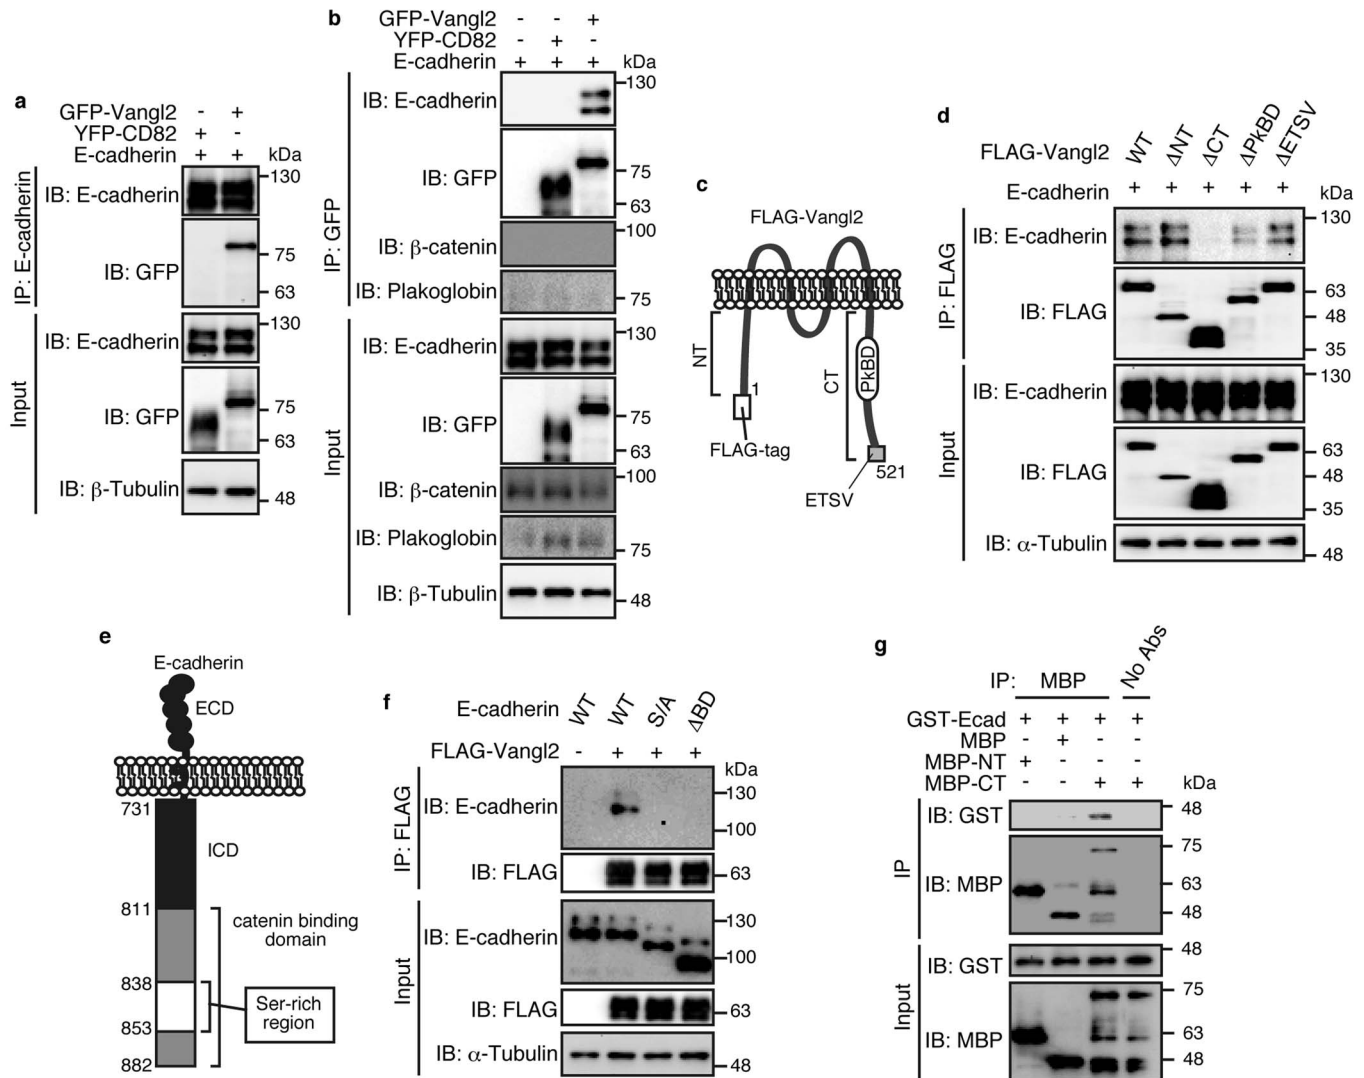 a
GFP-Vangl2 - +
YFP-CD82 + -
E-cadherin + + kDa
IP: E-cadherin
IB: E-cadherin 130
IB: GFP 75
63
Input
IB: E-cadherin 130
IB: GFP 75
63
IB: β-Tubulin 48
b
GFP-Vangl2 - - +
YFP-CD82 - + -
E-cadherin + + + kDa
IP: GFP
IB: E-cadherin 130
IB: GFP 75
63
IB: β-catenin 100
IB: Plakoglobin 75
Input
IB: E-cadherin 130
IB: GFP 75
63
IB: β-catenin 100
IB: Plakoglobin 75
IB: β-Tubulin 48
c
FLAG-Vangl2
NT
CT
PkBD
1
FLAG-tag
521
ETSV
d
FLAG-Vangl2 WT ΔNT ΔCT ΔPkBD ΔETSV
E-cadherin + + + + + kDa
IP: FLAG
IB: E-cadherin 130
IB: FLAG 63
48
35
Input
IB: E-cadherin 130
IB: FLAG 63
48
35
IB: α-Tubulin 48
e
E-cadherin
ECD
731
ICD
811
catenin binding
domain
838
Ser-rich
region
853
882
f
E-cadherin WT WT S/A ΔBD
FLAG-Vangl2 - + + +
kDa
IP: FLAG
IB: E-cadherin 130
100
IB: FLAG 63
Input
IB: E-cadherin 130
100
IB: FLAG 63
IB: α-Tubulin 48
g
IP: MBP No Abs
GST-Ecad + + + +
MBP - + - -
MBP-NT + - - -
MBP-CT - - + + kDa
IP
IB: GST 48
IB: MBP 75
63
48
Input
IB: GST 48
IB: MBP 75
63
48